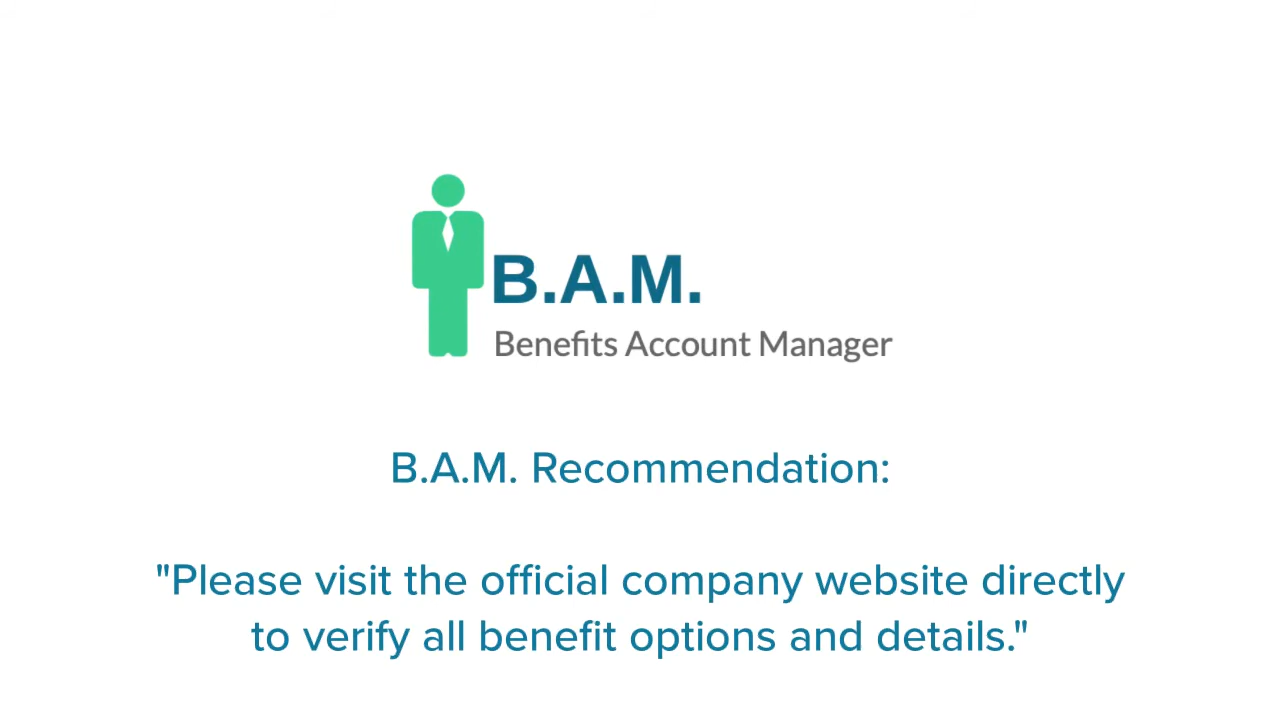 B.A.M.
Benefits Account Manager
B.A.M. Recommendation:
"Please visit the official company website directly
to verify all benefit options and details."